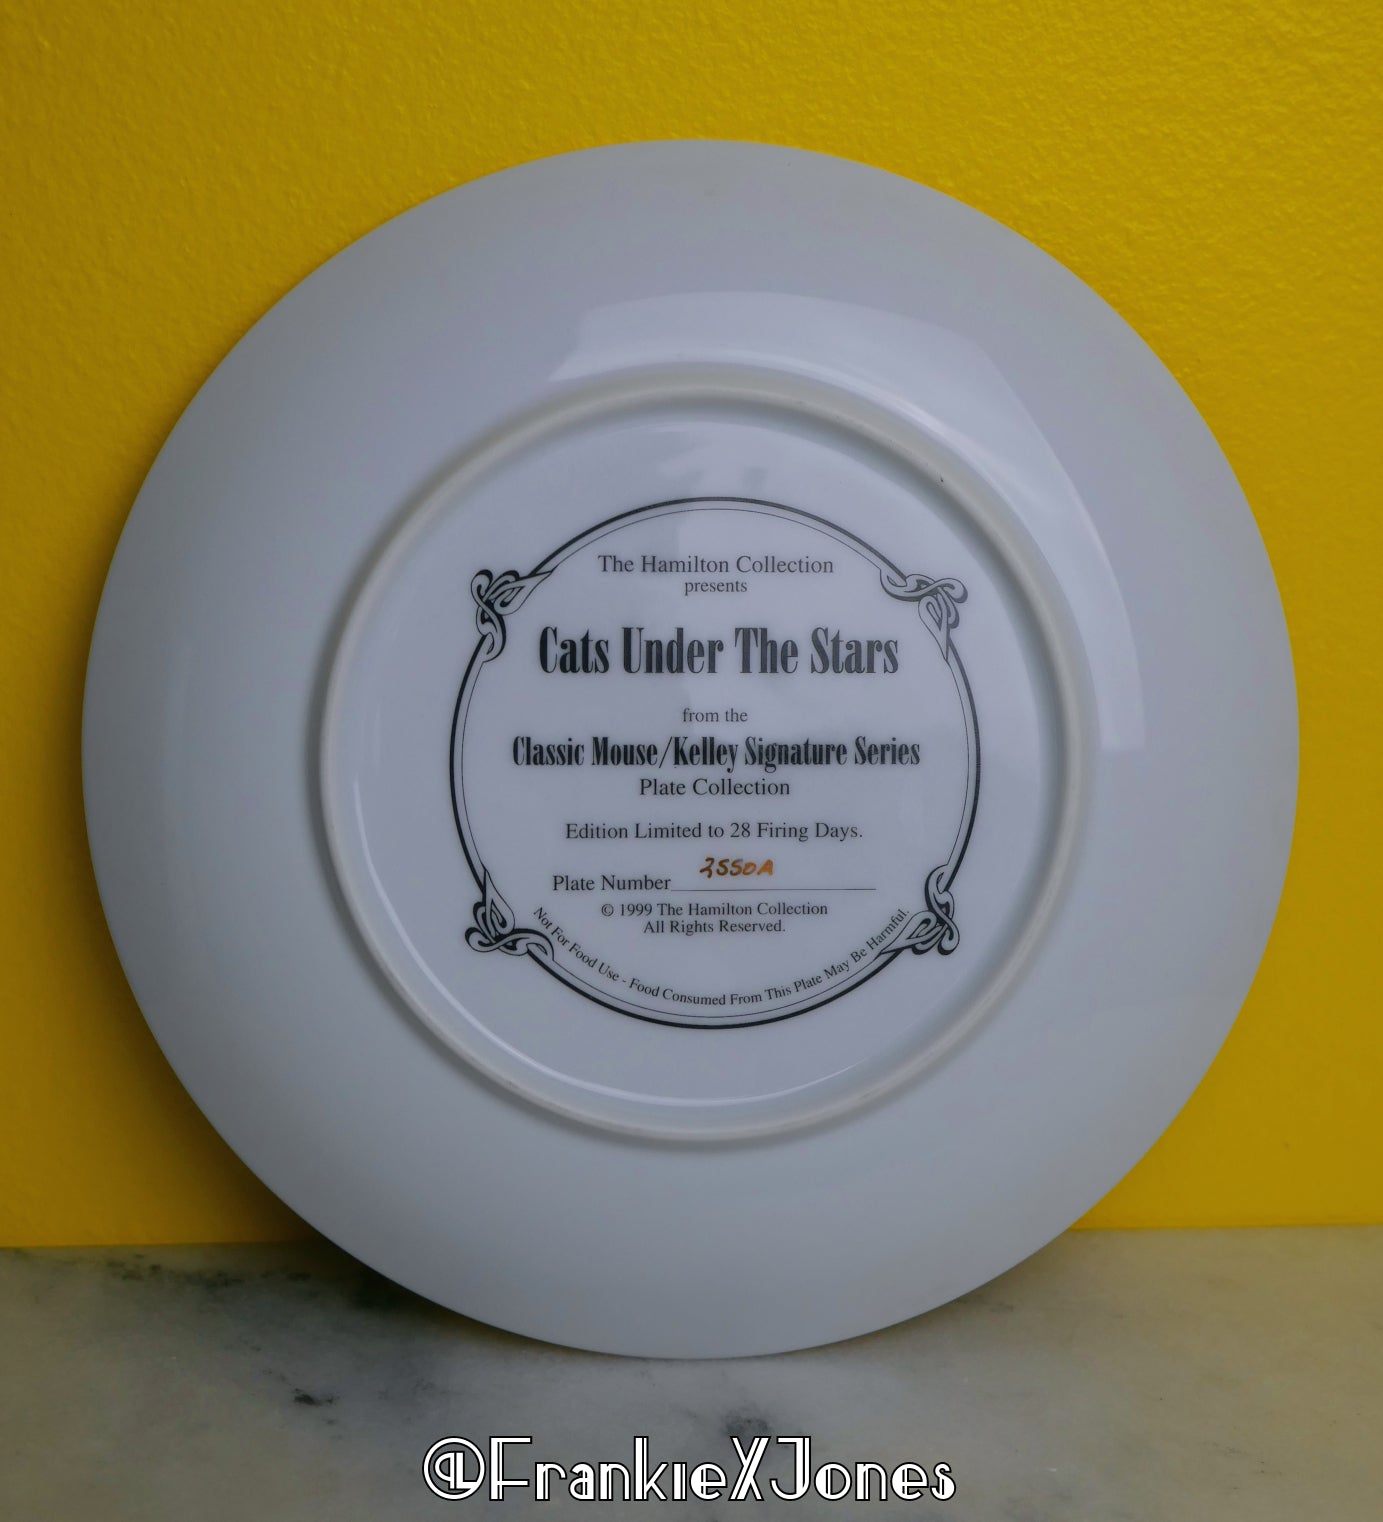 The Hamilton Collection
presents
Cats Under The Stars
from the
Classic Mouse/Kelley Signature Series
Plate Collection
Edition Limited to 28 Firing Days.
Plate Number 2550A
© 1999 The Hamilton Collection
All Rights Reserved.
Not For Food Use - Food Consumed From This Plate May Be Harmful.
@FrankieXJones